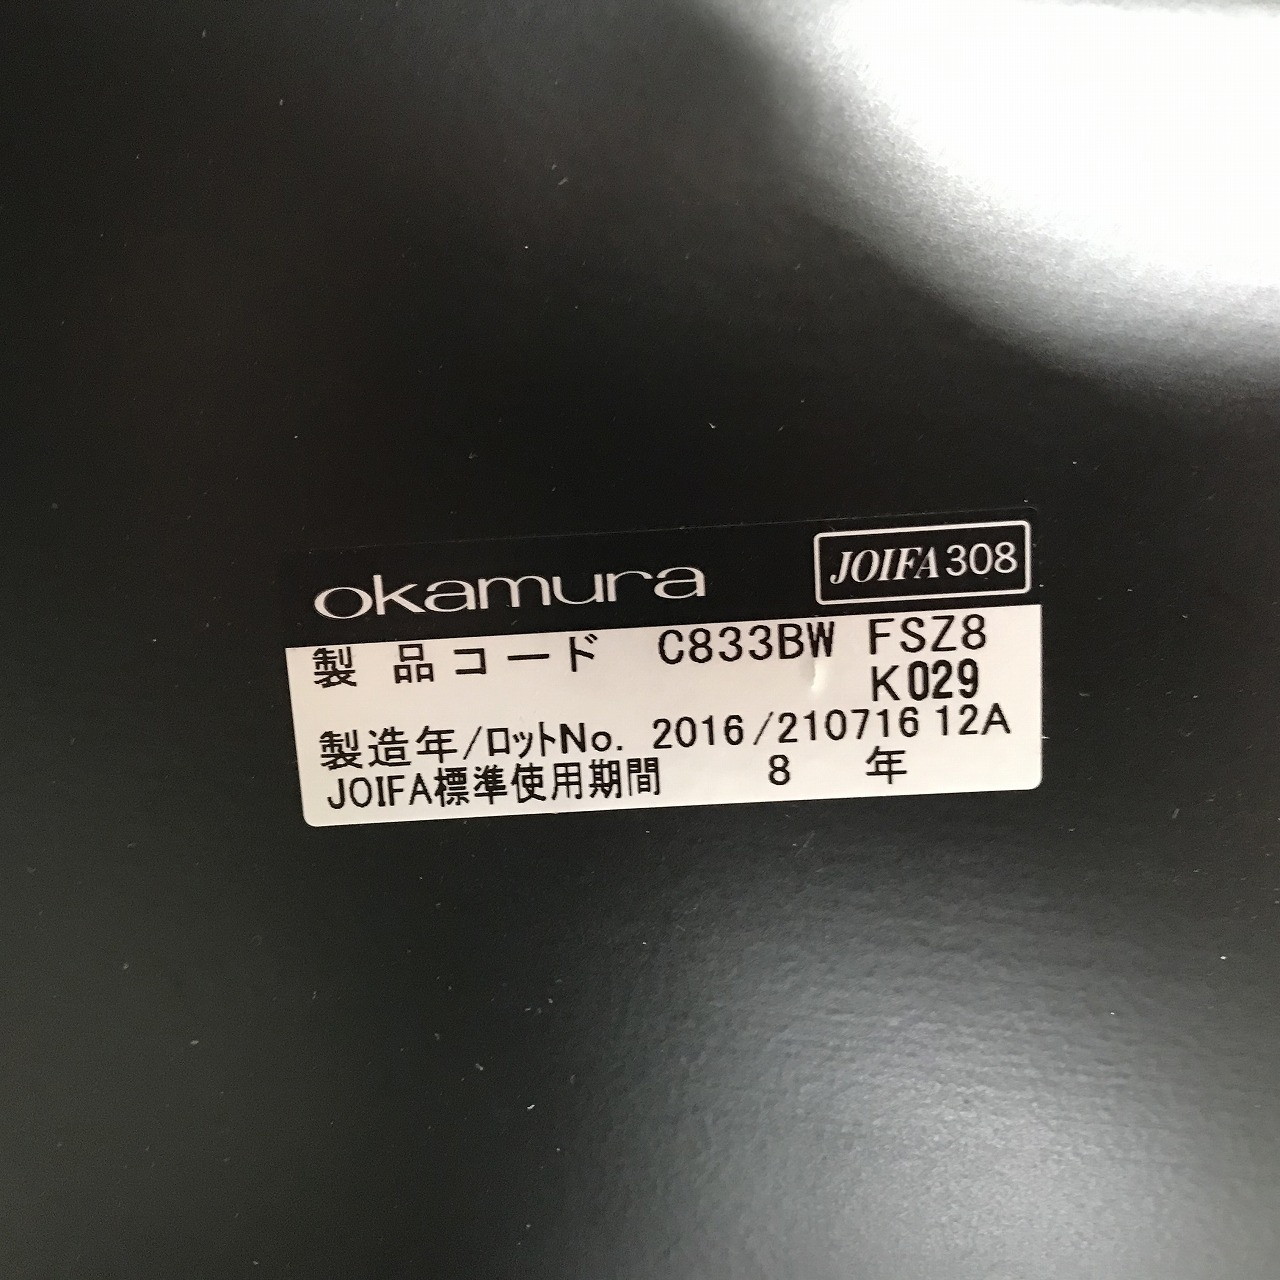 okamura JOIFA308
製品コード C833BW FSZ8
K029
製造年/ロットNo. 2016/210716 12A
JOIFA標準使用期間 8 年